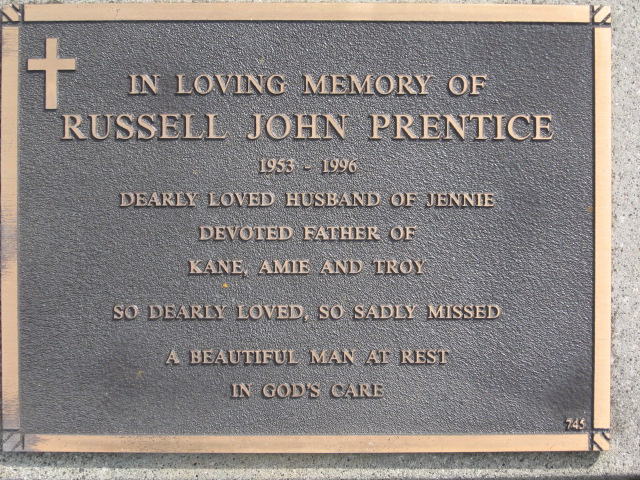 IN LOVING MEMORY OF
RUSSELL JOHN PRENTICE
1953 - 1996
DEARLY LOVED HUSBAND OF JENNIE
DEVOTED FATHER OF
KANE, AMIE AND TROY
SO DEARLY LOVED, SO SADLY MISSED
A BEAUTIFUL MAN AT REST
IN GOD'S CARE
745